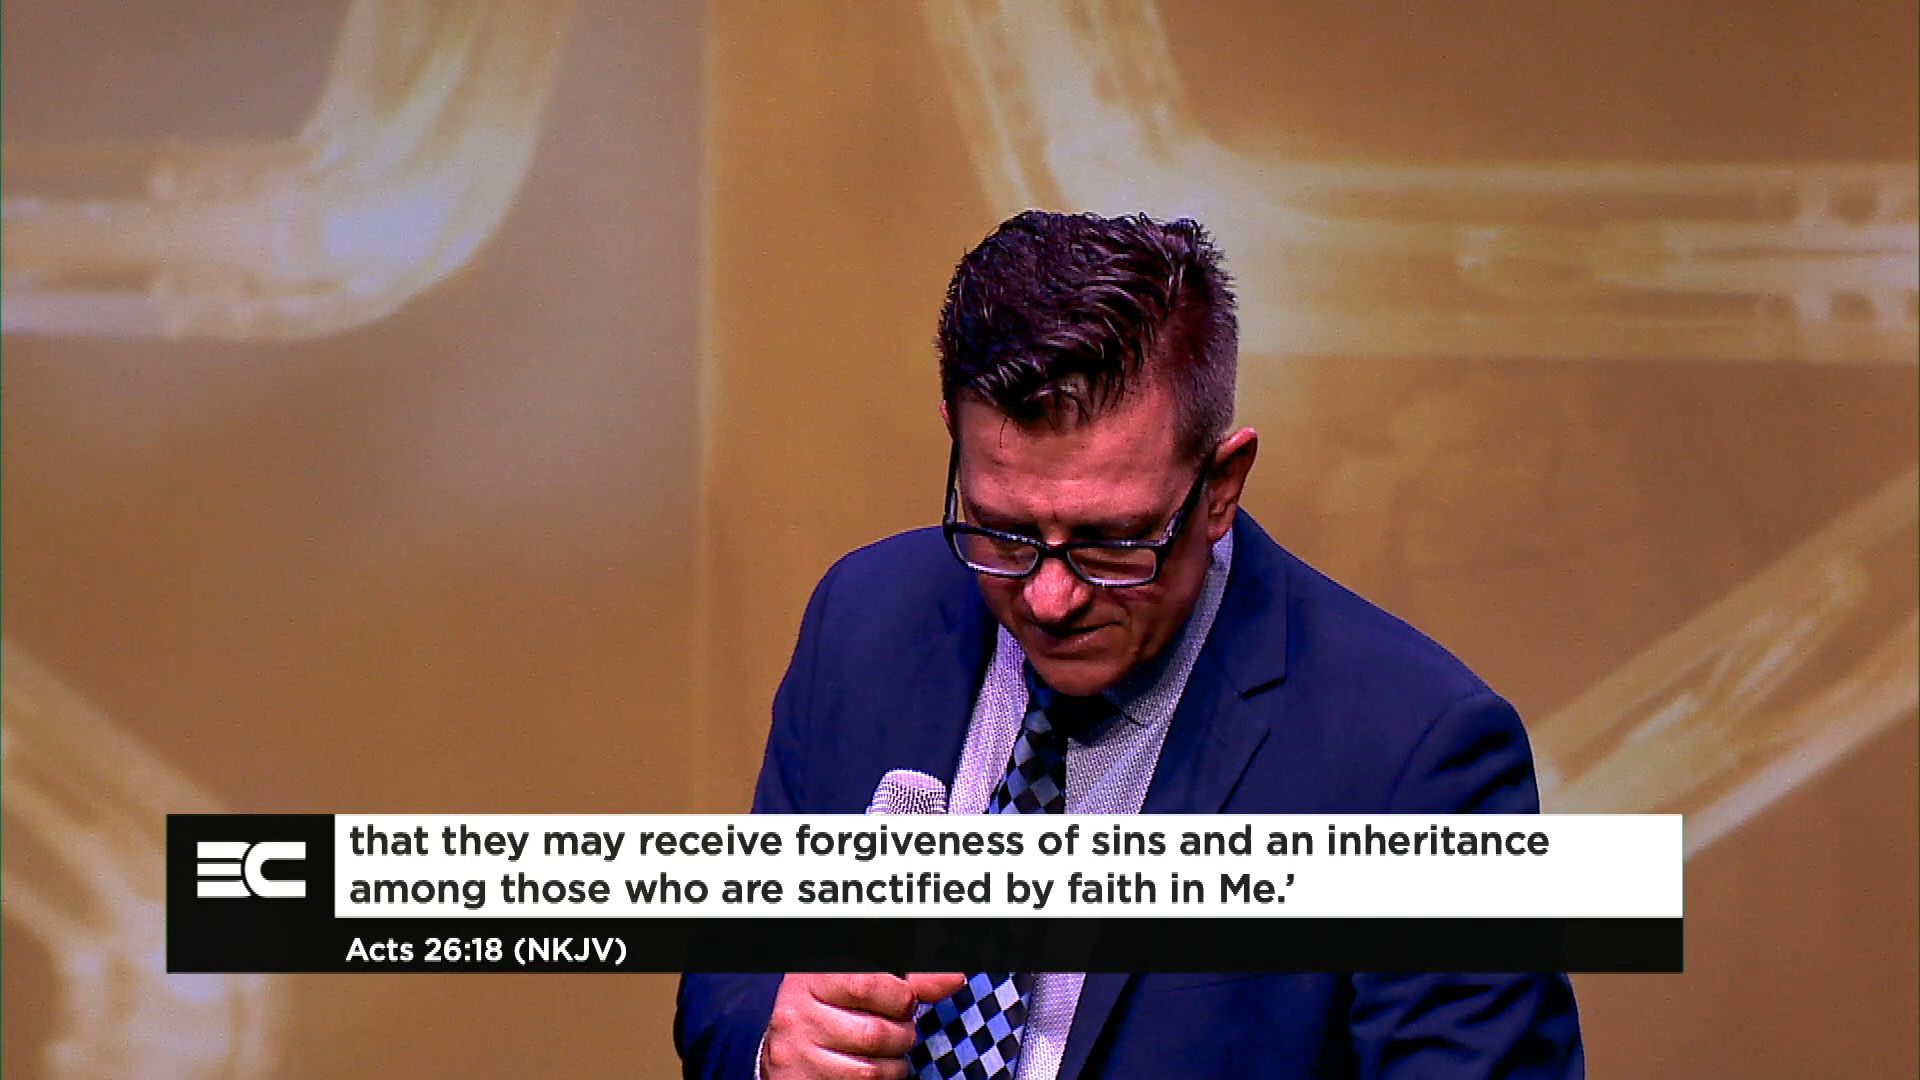 EC
that they may receive forgiveness of sins and an inheritance
among those who are sanctified by faith in Me.’
Acts 26:18 (NKJV)